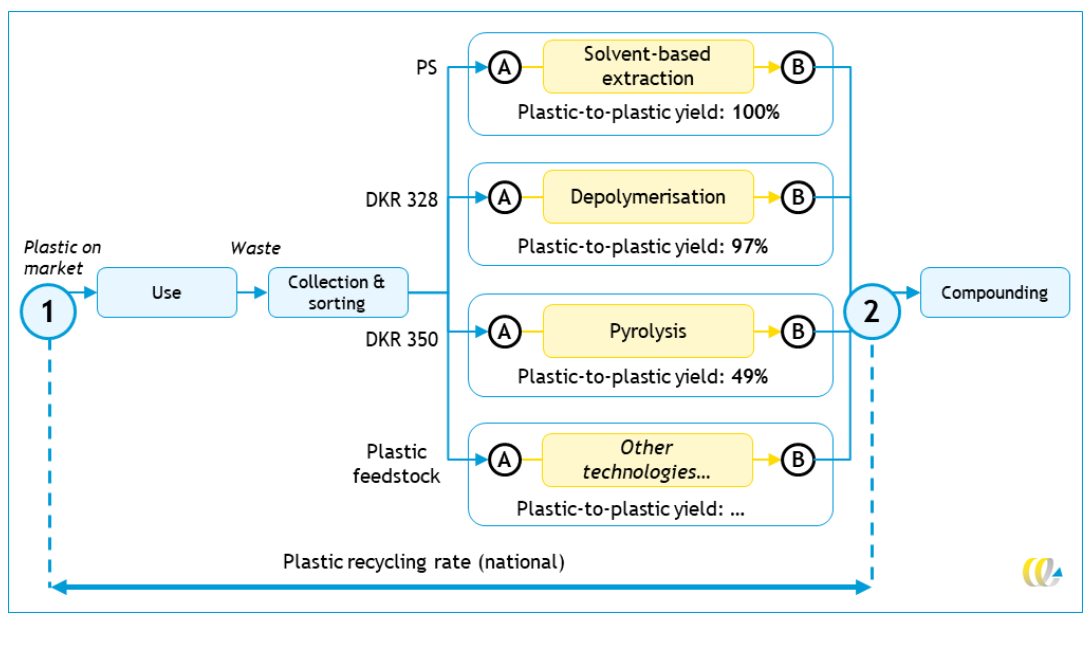 PS
A
Solvent-based
extraction
B
Plastic-to-plastic yield: 100%
DKR 328
A
Depolymerisation
B
Plastic-to-plastic yield: 97%
Plastic on
market
1
Use
Waste
Collection &
sorting
DKR 350
A
Pyrolysis
B
Plastic-to-plastic yield: 49%
2
Compounding
Plastic
feedstock
A
Other
technologies…
B
Plastic-to-plastic yield: …
Plastic recycling rate (national)